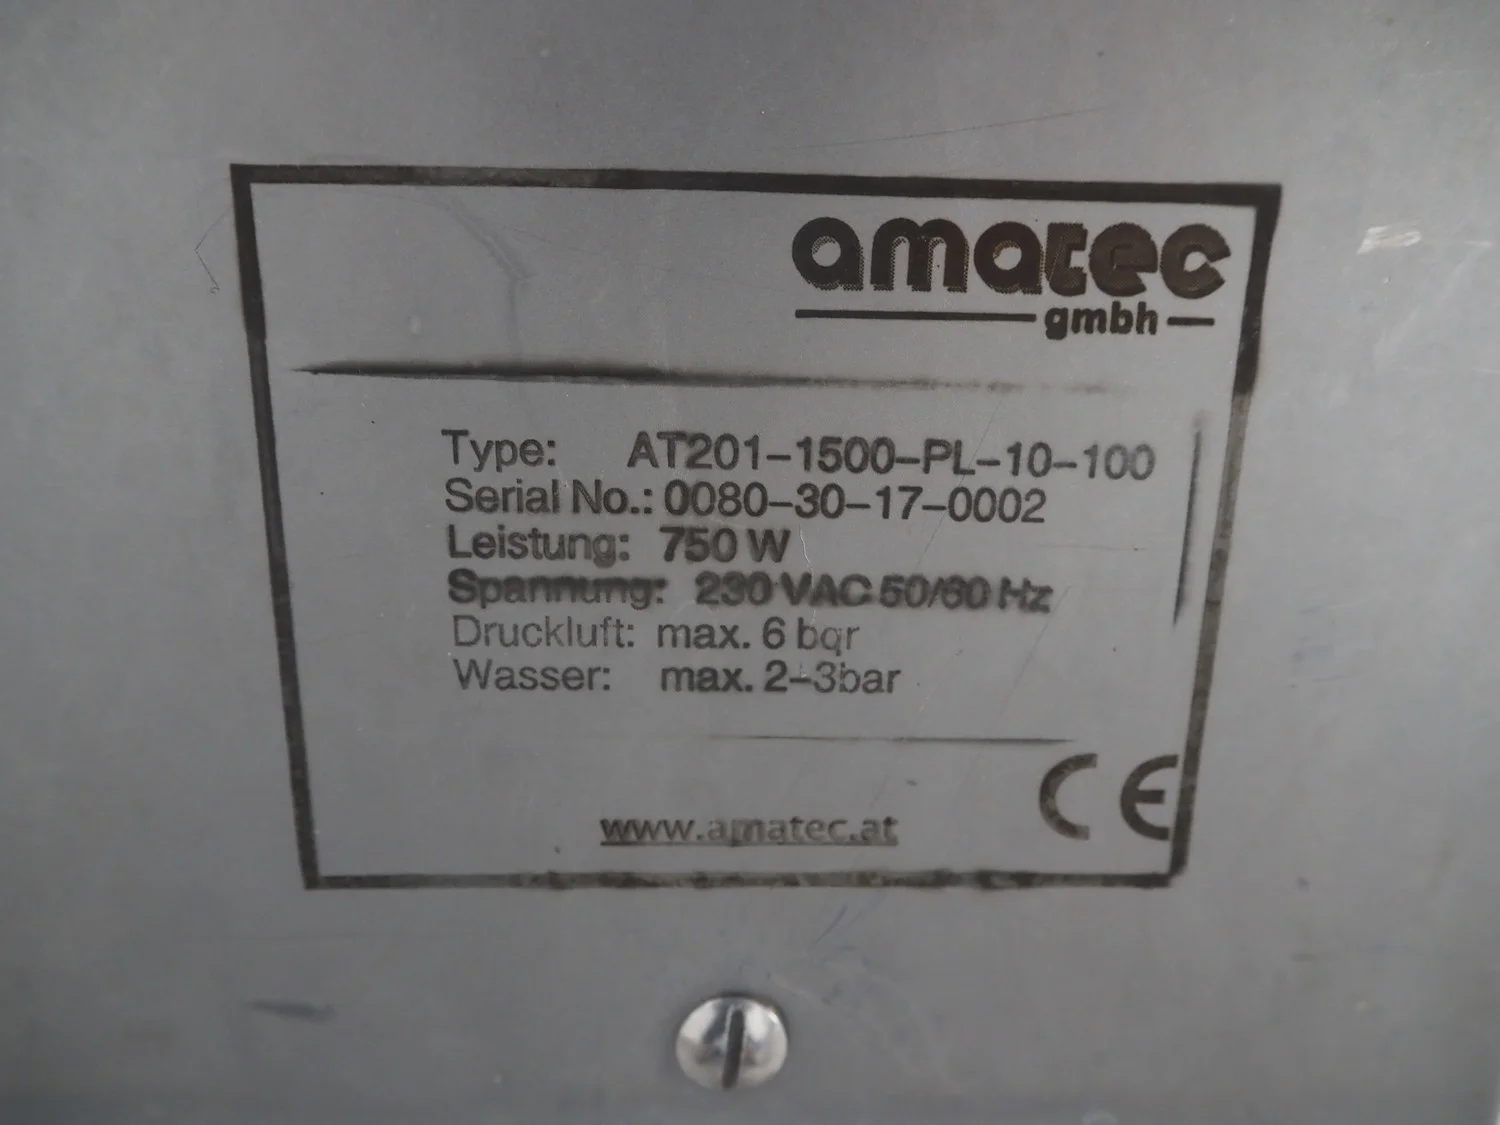 amatec
gmbh
Type: AT201-1500-PL-10-100
Serial No.: 0080-30-17-0002
Leistung: 750 W
Spannung: 230 VAC 50/60 Hz
Druckluft: max. 6 bar
Wasser: max. 2-3bar
CE
www.amatec.at